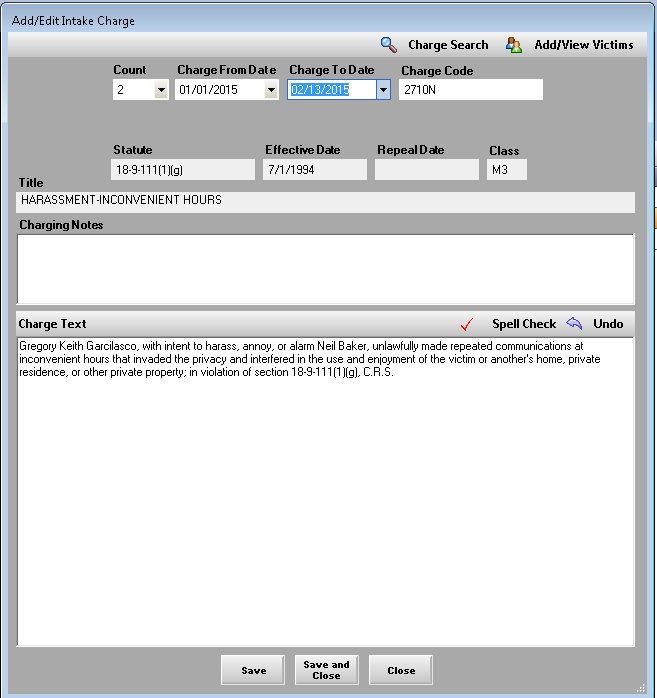 Add/Edit Intake Charge
Charge Search Add/View Victims
Count Charge From Date Charge To Date Charge Code
2 01/01/2015 02/13/2015 2710N
Statute Effective Date Repeal Date Class
18-9-111(1)(g) 7/1/1994 M3
Title
HARASSMENT-INCONVENIENT HOURS
Charging Notes
Charge Text Spell Check Undo
Gregory Keith Garcilasco, with intent to harass, annoy, or alarm Neil Baker, unlawfully made repeated communications at
inconvenient hours that invaded the privacy and interfered in the use and enjoyment of the victim or another's home, private
residence, or other private property; in violation of section 18-9-111(1)(g), C.R.S.
Save Save and Close Close